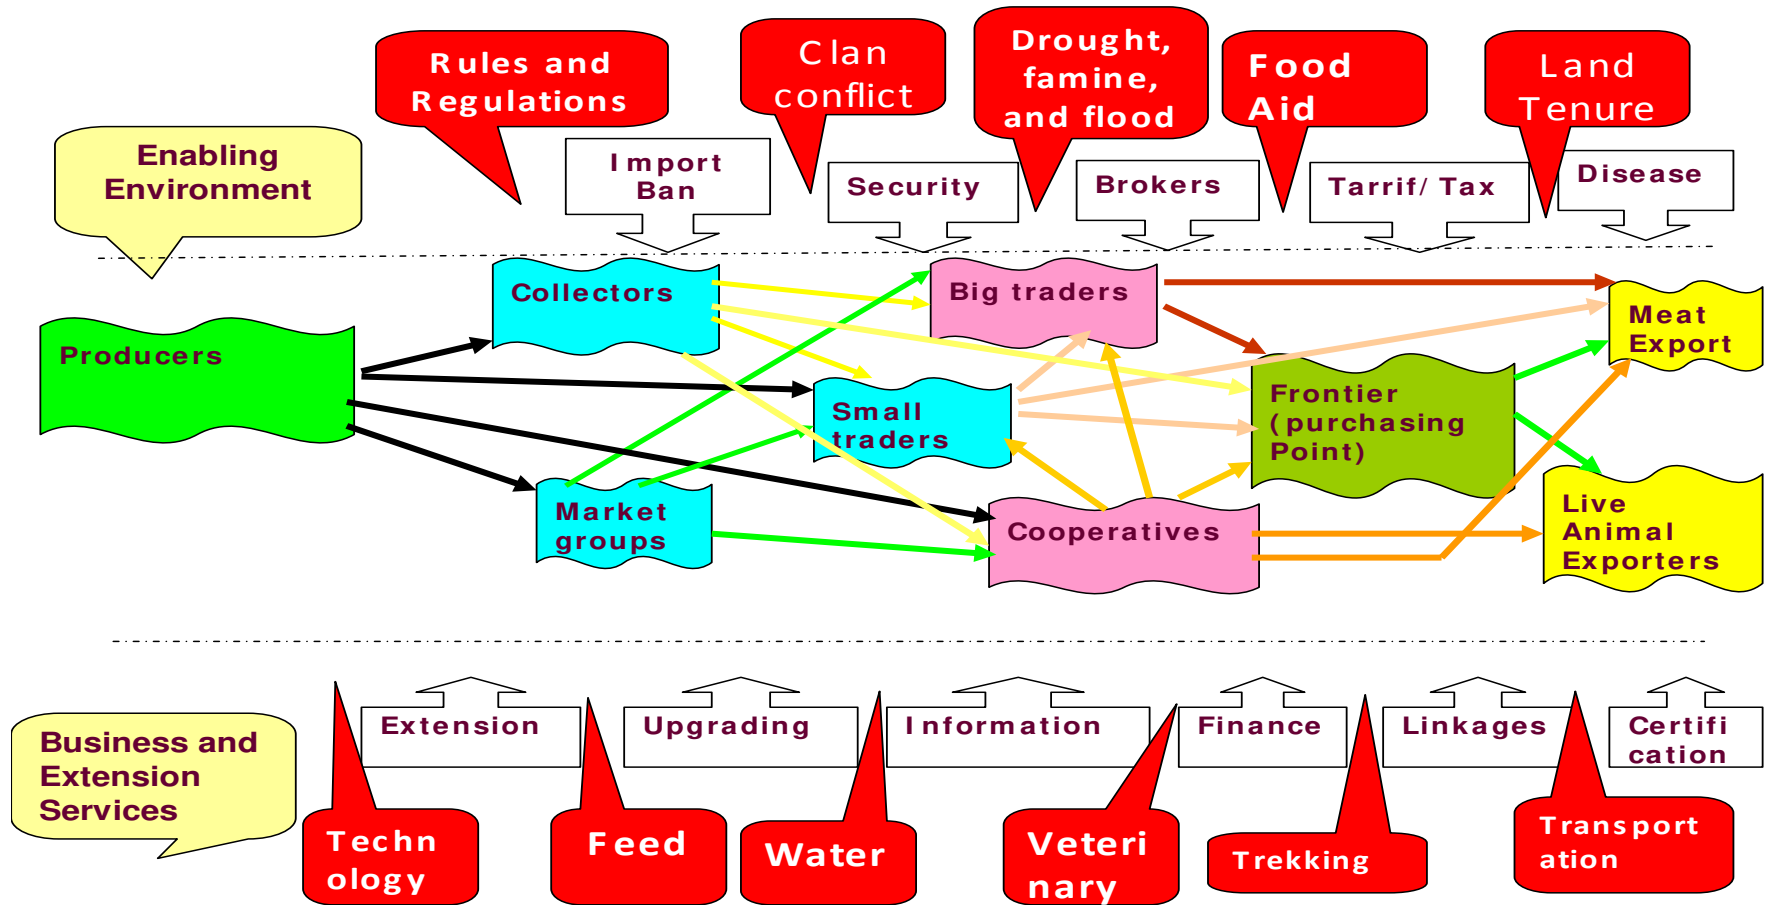 Rules and
Regulations
Clan
conflict
Drought,
famine,
and flood
Food
Aid
Land
Tenure
Enabling
Environment
Import
Ban
Security
Brokers
Tarrif/ Tax
Disease
Collectors
Big traders
Meat
Export
Producers
Small
traders
Frontier
(purchasing
Point)
Market
groups
Cooperatives
Live
Animal
Exporters
Business and
Extension
Services
Extension
Upgrading
Information
Finance
Linkages
Certifi
cation
Techn
ology
Feed
Water
Veteri
nary
Trekking
Transport
ation